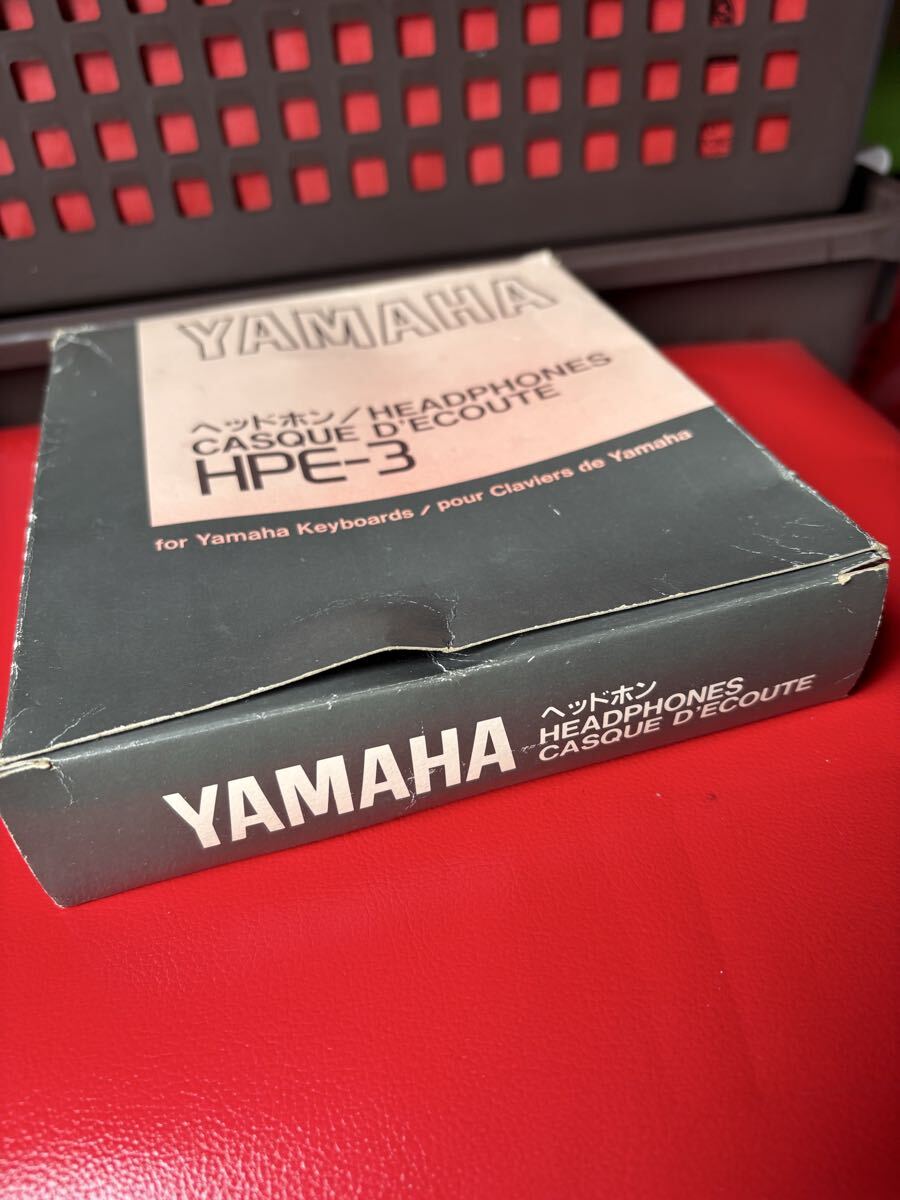 YAMAHA
ヘッドホン/HEADPHONES
CASQUE D'ECOUTE
HPE-3
for Yamaha Keyboards / pour Claviers de Yamaha
YAMAHA
ヘッドホン
HEADPHONES
CASQUE D'ECOUTE